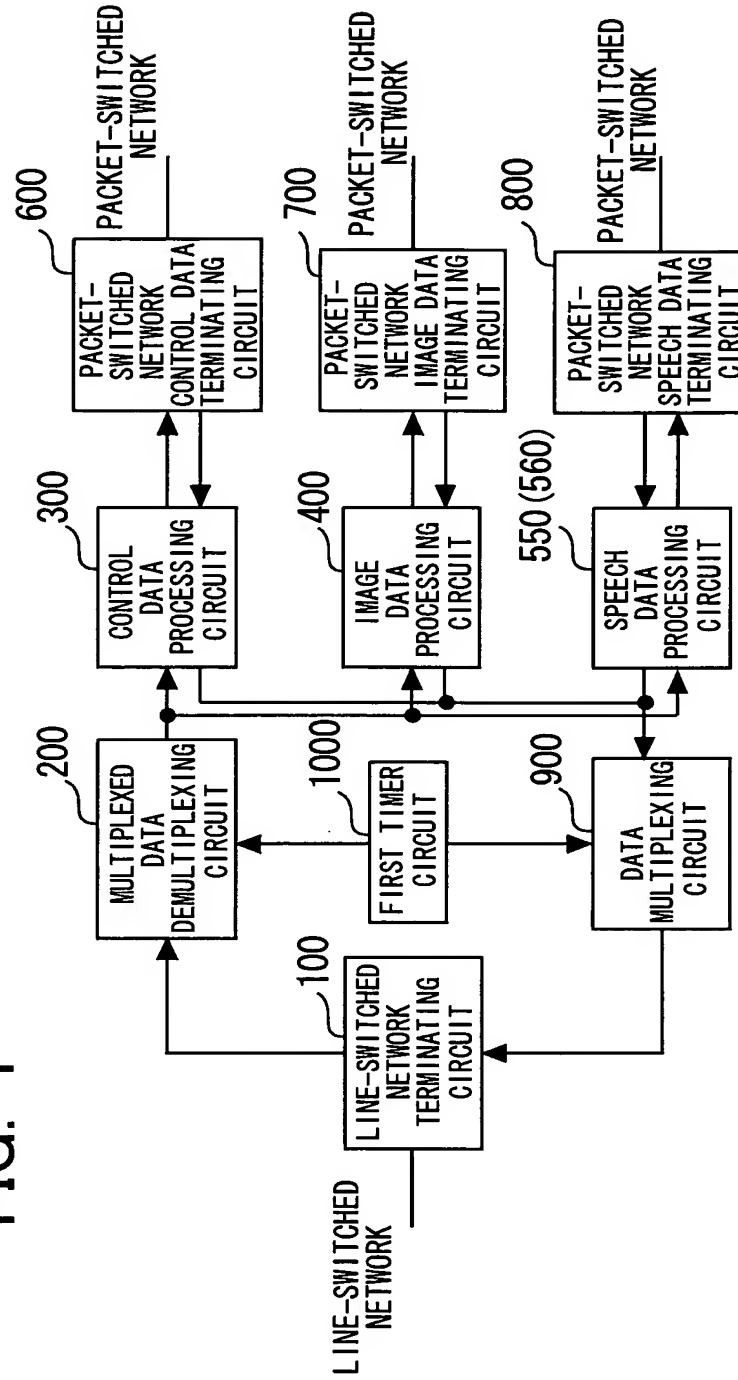 FIG.
LINE-SWITCHED
NETWORK
100
LINE-SWITCHED
NETWORK
TERMINATING
CIRCUIT
200
MULTIPLEXED
DATA
DEMULTIPLEXING
CIRCUIT
1000
FIRST TIMER
CIRCUIT
900
DATA
MULTIPLEXING
CIRCUIT
300
CONTROL
DATA
PROCESSING
CIRCUIT
400
IMAGE
DATA
PROCESSING
CIRCUIT
550 (560)
SPEECH
DATA
PROCESSING
CIRCUIT
600
PACKET-
SWITCHED
NETWORK
CONTROL DATA
TERMINATING
CIRCUIT
PACKET-SWITCHED
NETWORK
700
PACKET-
SWITCHED
NETWORK
IMAGE DATA
TERMINATING
CIRCUIT
PACKET-SWITCHED
NETWORK
800
PACKET-
SWITCHED
NETWORK
SPEECH DATA
TERMINATING
CIRCUIT
PACKET-SWITCHED
NETWORK